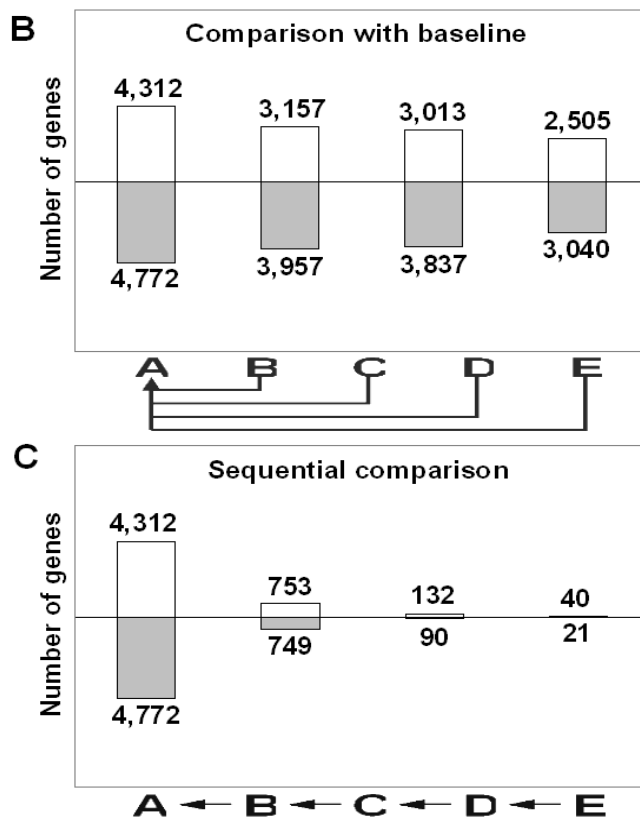 B
Comparison with baseline
Number of genes
4,312 3,157 3,013 2,505
4,772 3,957 3,837 3,040
A B C D E
C
Sequential comparison
Number of genes
4,312 753 132 40
4,772 749 90 21
A B C D E